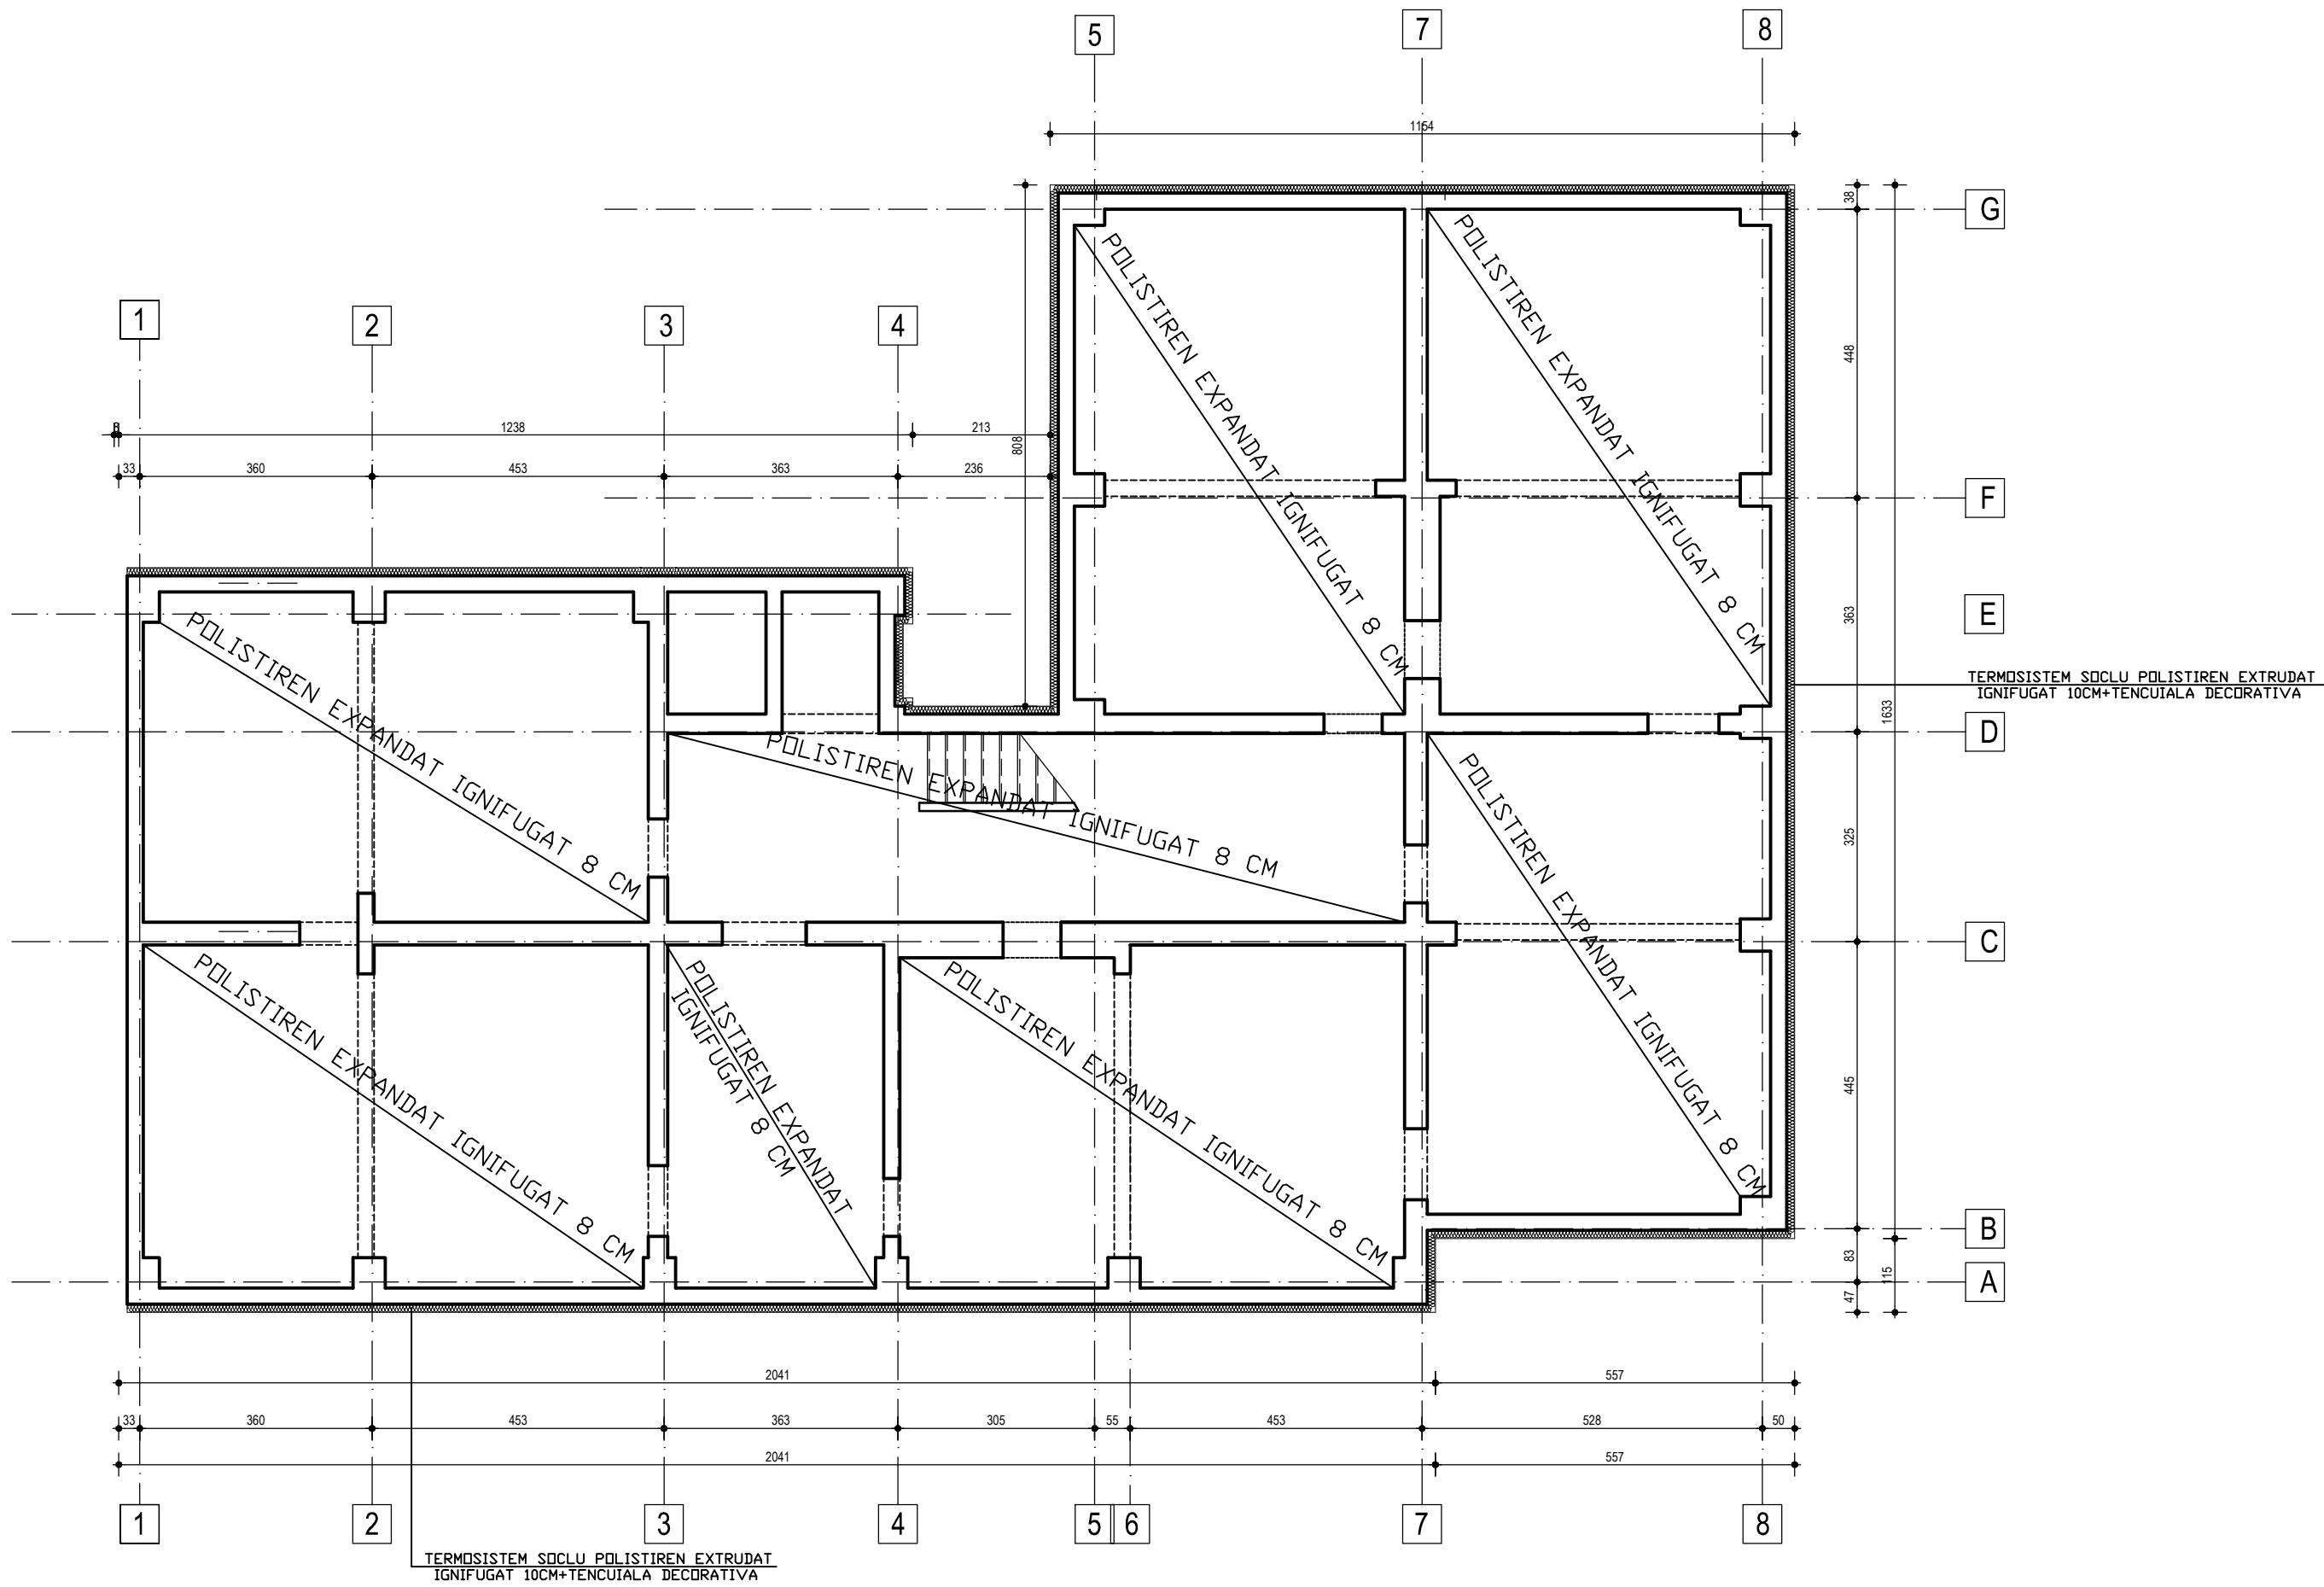 5
7
8
1154
38
G
1
2
3
4
448
8
1238
213
808
33
360
453
363
236
F
POLISTIREN EXPANDAT IGNIFUGAT 8 CM
POLISTIREN EXPANDAT IGNIFUGAT 8 CM
363
E
POLISTIREN EXPANDAT IGNIFUGAT 8 CM
TERMOSISTEM SOCLU POLISTIREN EXTRUDAT
IGNIFUGAT 10CM+TENCUIALA DECORATIVA
1633
D
POLISTIREN EXPANDAT IGNIFUGAT 8 CM
POLISTIREN EXPANDAT IGNIFUGAT 8 CM
325
C
POLISTIREN EXPANDAT IGNIFUGAT 8 CM
POLISTIREN EXPANDAT
IGNIFUGAT 8 CM
POLISTIREN EXPANDAT IGNIFUGAT 8 CM
445
B
83
115
A
47
2041
557
33
360
453
363
305
55
453
528
50
2041
557
1
2
3
4
5
6
7
8
TERMOSISTEM SOCLU POLISTIREN EXTRUDAT
IGNIFUGAT 10CM+TENCUIALA DECORATIVA